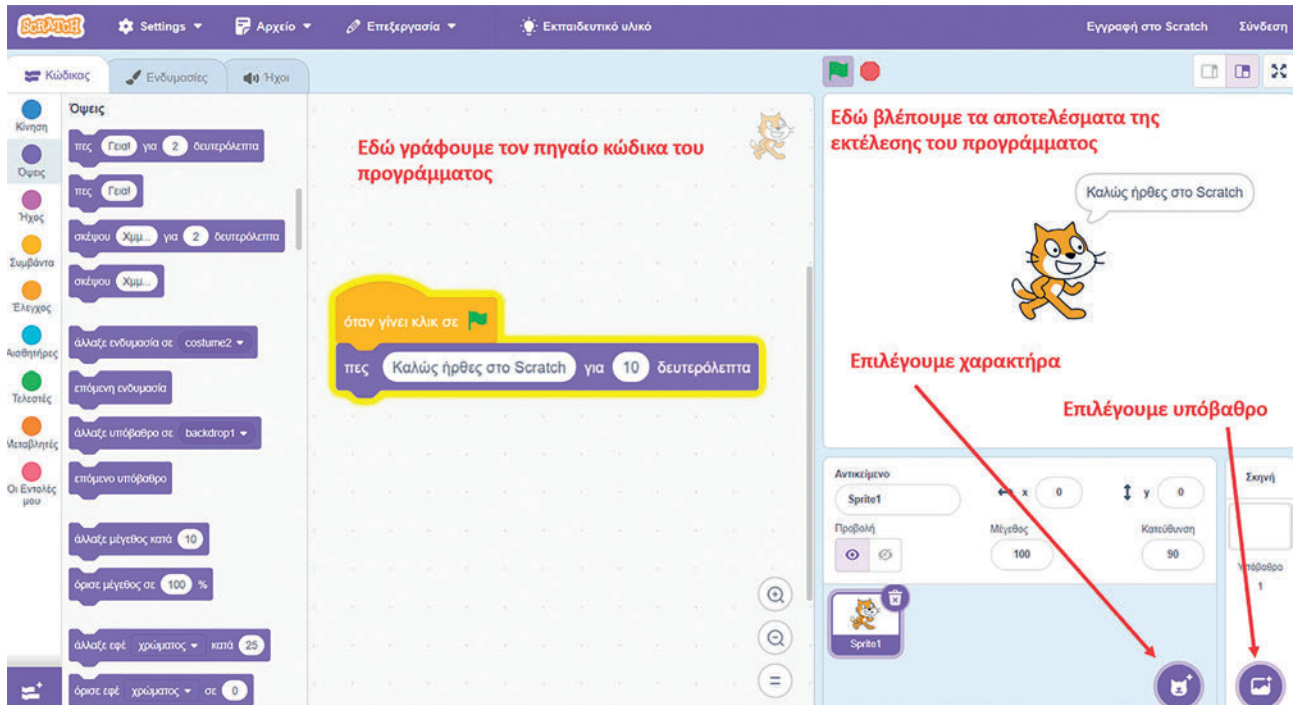 SCRATCH
Settings
Αρχείο
Επεξεργασία
Εκπαιδευτικό υλικό
Εγγραφή στο Scratch
Σύνδεση
Κώδικας
Ενδυμασίες
Ήχοι
Κίνηση
Όψεις
Ήχος
Συμβάντα
Έλεγχος
Αισθητήρες
Τελεστές
Μεταβλητές
Οι Εντολές
μου
Όψεις
πες Γεια! για 2 δευτερόλεπτα
πες Γεια!
σκέψου Χμμ... για 2 δευτερόλεπτα
σκέψου Χμμ...
άλλαξε ενδυμασία σε costume2
επόμενη ενδυμασία
άλλαξε υπόβαθρο σε backdrop1
επόμενο υπόβαθρο
άλλαξε μέγεθος κατά 10
όρισε μέγεθος σε 100 %
άλλαξε εφέ χρώματος κατά 25
όρισε εφέ χρώματος σε 0
Εδώ γράφουμε τον πηγαίο κώδικα του
προγράμματος
όταν γίνει κλικ σε
πες Καλώς ήρθες στο Scratch για 10 δευτερόλεπτα
Εδώ βλέπουμε τα αποτελέσματα της
εκτέλεσης του προγράμματος
Καλώς ήρθες στο Scratch
Επιλέγουμε χαρακτήρα
Επιλέγουμε υπόβαθρο
Αντικείμενο
Sprite1
x 0
y 0
Προβολή
Μέγεθος
100
Κατεύθυνση
90
Sprite1
Σκηνή
Υπόβαθρα
1